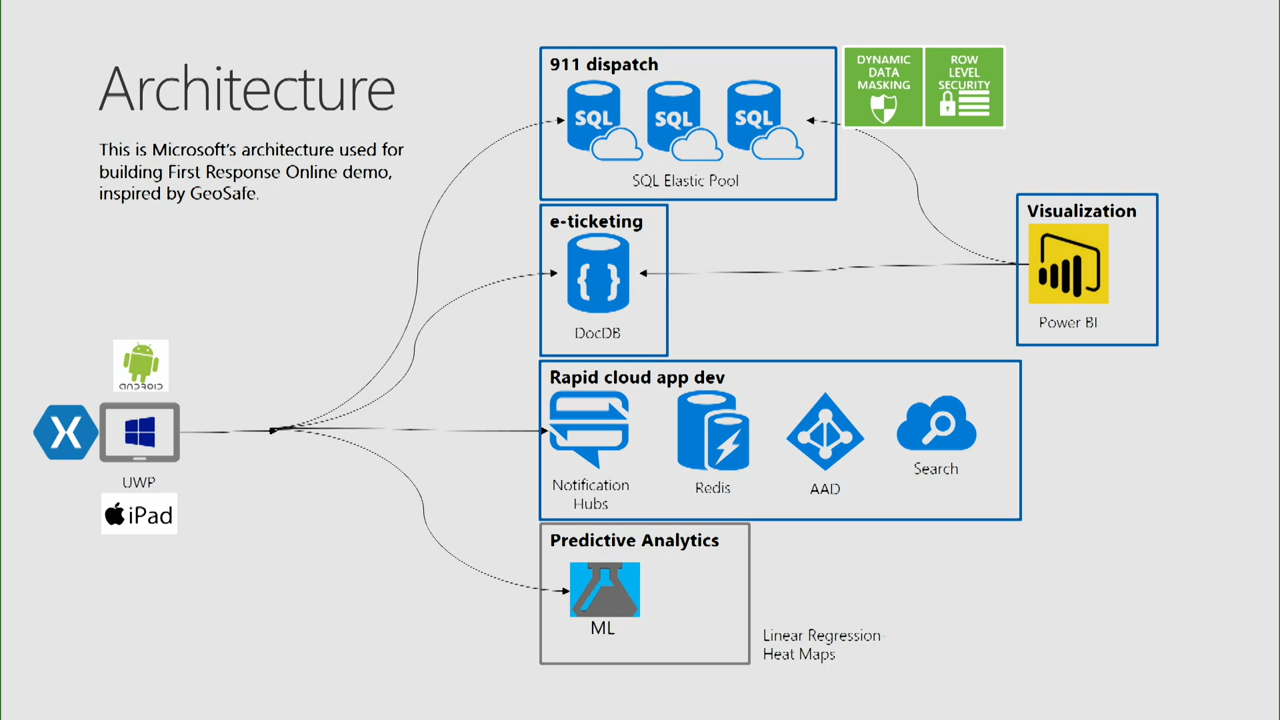 Architecture
This is Microsoft's architecture used for
building First Response Online demo,
inspired by GeoSafe.
911 dispatch
SQL
SQL
SQL
SQL Elastic Pool
DYNAMIC
DATA
MASKING
ROW
LEVEL
SECURITY
e-ticketing
{ }
DocDB
Visualization
Power BI
Rapid cloud app dev
Notification
Hubs
Redis
AAD
Search
Predictive Analytics
ML
Linear Regression-
Heat Maps
ANDROID
X
UWP
iPad